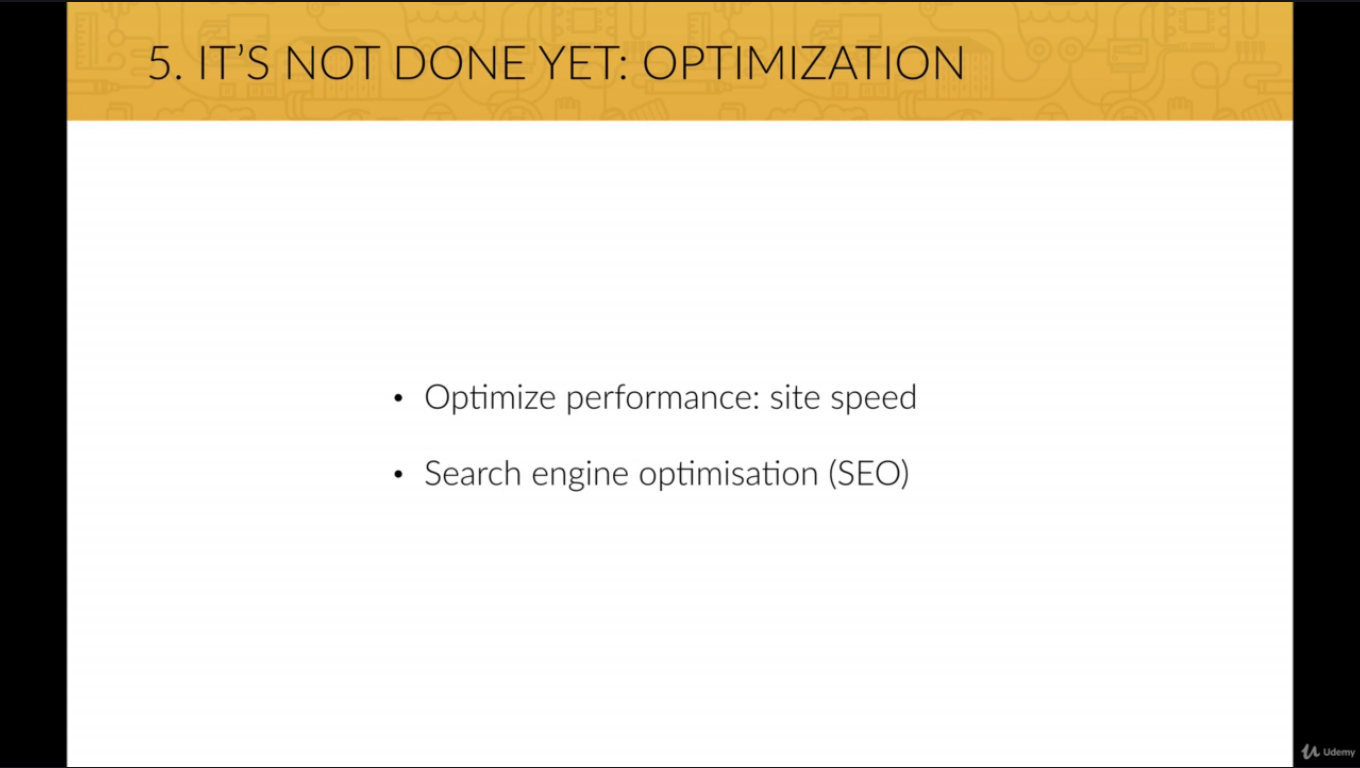 5. IT’S NOT DONE YET: OPTIMIZATION
• Optimize performance: site speed
• Search engine optimisation (SEO)
Udemy